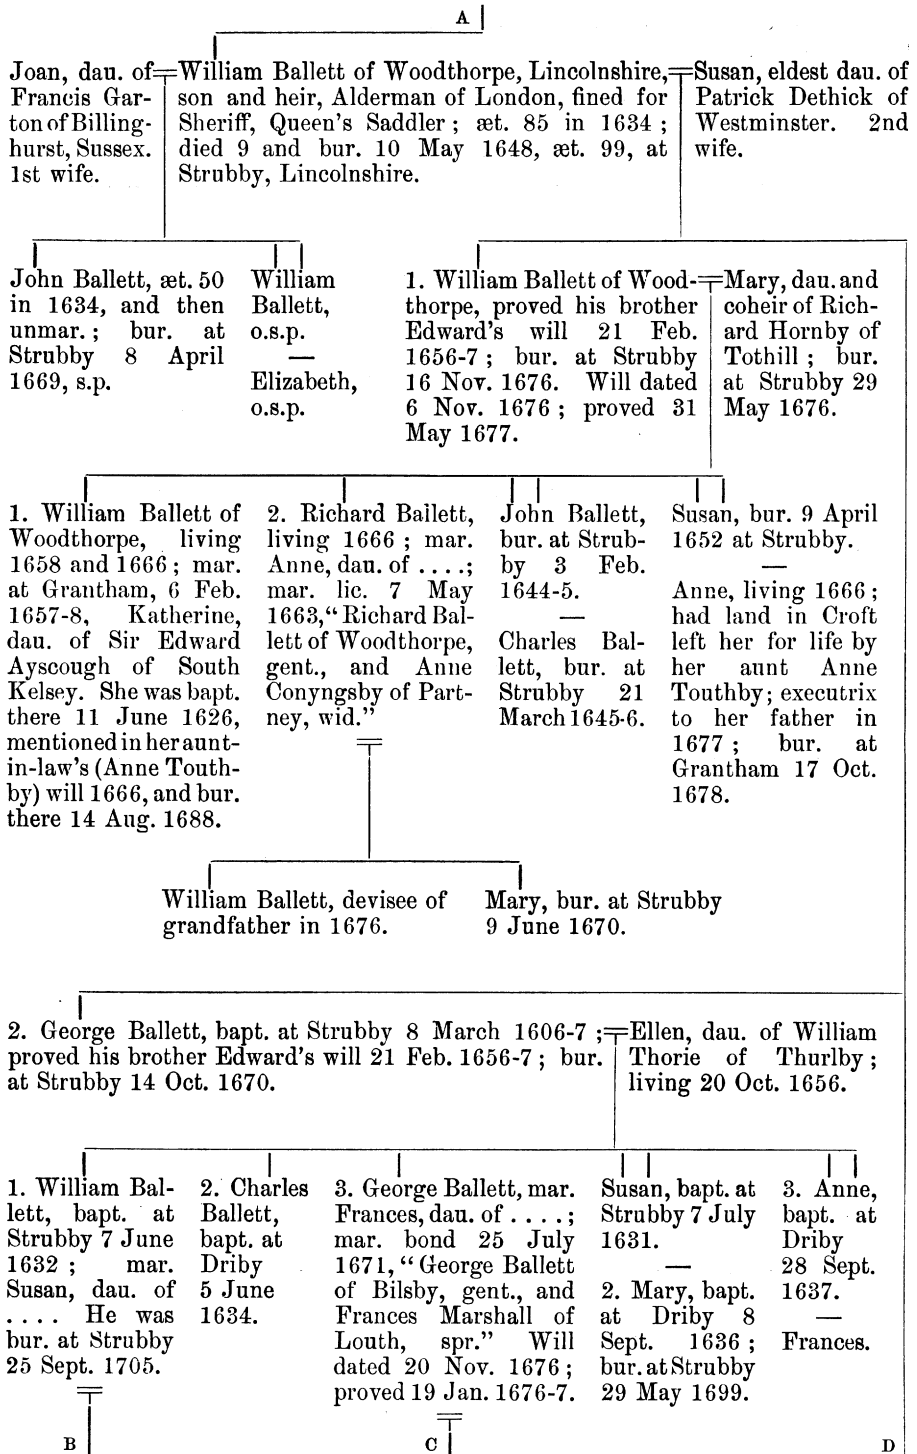 A
Joan, dau. of
Francis Gar-
ton of Billing-
hurst, Sussex.
1st wife.
William Ballett of Woodthorpe, Lincolnshire,
son and heir, Alderman of London, fined for
Sheriff, Queen's Saddler ; æt. 85 in 1634 ;
died 9 and bur. 10 May 1648, æt. 99, at
Strubby, Lincolnshire.
Susan, eldest dau. of
Patrick Dethick of
Westminster. 2nd
wife.
John Ballett, æt. 50
in 1634, and then
unmar. ; bur. at
Strubby 8 April
1669, s.p.
William
Ballett,
o.s.p.
—
Elizabeth,
o.s.p.
1. William Ballett of Wood-
thorpe, proved his brother
Edward's will 21 Feb.
1656-7 ; bur. at Strubby
16 Nov. 1676. Will dated
6 Nov. 1676 ; proved 31
May 1677.
Mary, dau. and
coheir of Rich-
ard Hornby of
Tothill ; bur.
at Strubby 29
May 1676.
1. William Ballett of
Woodthorpe, living
1658 and 1666 ; mar.
at Grantham, 6 Feb.
1657-8, Katherine,
dau. of Sir Edward
Ayscough of South
Kelsey. She was bapt.
there 11 June 1626,
mentioned in her aunt-
in-law's (Anne Touth-
by) will 1666, and bur.
there 14 Aug. 1688.
2. Richard Ballett,
living 1666 ; mar.
Anne, dau. of . . . . ;
mar. lic. 7 May
1663, “ Richard Bal-
lett of Woodthorpe,
gent., and Anne
Conyngsby of Part-
ney, wid.”
John Ballett,
bur. at Strub-
by 3 Feb.
1644-5.
—
Charles Bal-
lett, bur. at
Strubby 21
March 1645-6.
Susan, bur. 9 April
1652 at Strubby.
—
Anne, living 1666 ;
had land in Croft
left her for life by
her aunt Anne
Touthby ; executrix
to her father in
1677 ; bur. at
Grantham 17 Oct.
1678.
William Ballett, devisee of
grandfather in 1676.
Mary, bur. at Strubby
9 June 1670.
2. George Ballett, bapt. at Strubby 8 March 1606-7 ;
proved his brother Edward's will 21 Feb. 1656-7 ; bur.
at Strubby 14 Oct. 1670.
Ellen, dau. of William
Thorie of Thurlby ;
living 20 Oct. 1656.
1. William Bal-
lett, bapt. at
Strubby 7 June
1632 ; mar.
Susan, dau. of
. . . . He was
bur. at Strubby
25 Sept. 1705.
2. Charles
Ballett,
bapt. at
Driby
5 June
1634.
3. George Ballett, mar.
Frances, dau. of . . . . ;
mar. bond 25 July
1671, “ George Ballett
of Bilsby, gent., and
Frances Marshall of
Louth, spr.” Will
dated 20 Nov. 1676 ;
proved 19 Jan. 1676-7.
Susan, bapt. at
Strubby 7 July
1631.
—
2. Mary, bapt.
at Driby 8
Sept. 1636 ;
bur. at Strubby
29 May 1699.
3. Anne,
bapt. at
Driby
28 Sept.
1637.
—
Frances.
B
C
D